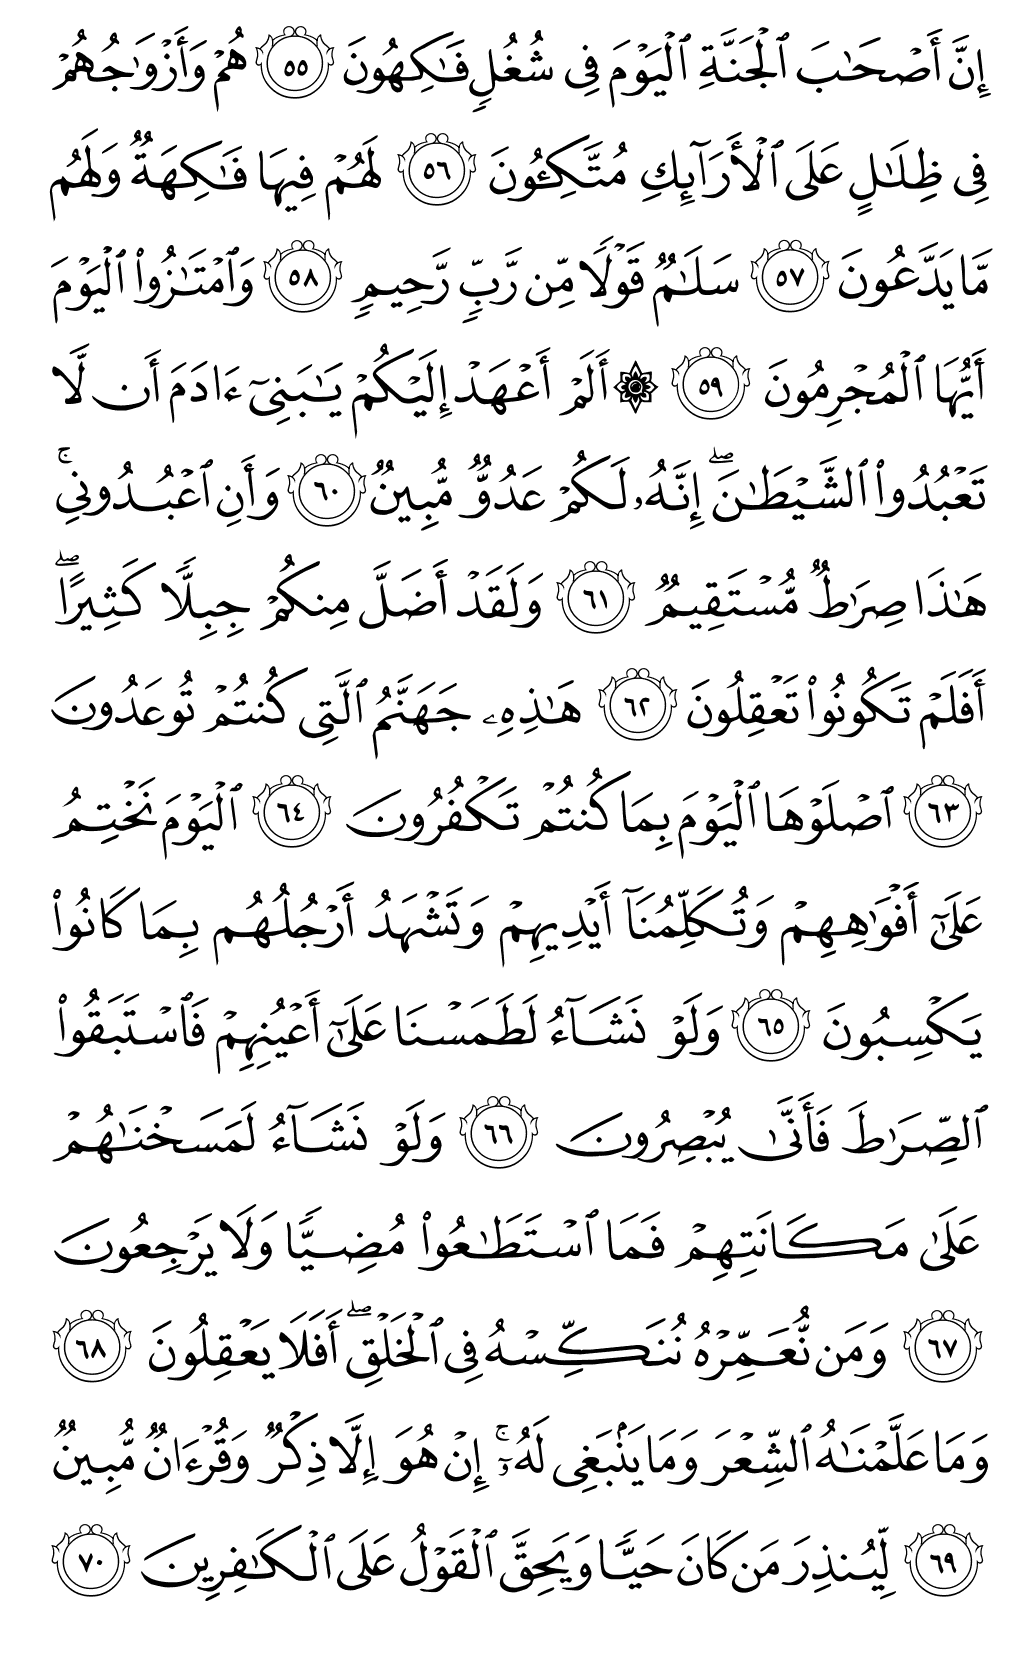 إِنَّ أَصۡحَٰبَ ٱلۡجَنَّةِ ٱلۡيَوۡمَ فِي شُغُلٖ فَٰكِهُونَ ٥٥ هُمۡ وَأَزۡوَٰجُهُمۡ
فِي ظِلَٰلٍ عَلَى ٱلۡأَرَآئِكِ مُتَّكِـُٔونَ ٥٦ لَهُمۡ فِيهَا فَٰكِهَةٞ وَلَهُم
مَّا يَدَّعُونَ ٥٧ سَلَٰمٞ قَوۡلٗا مِّن رَّبّٖ رَّحِيمٖ ٥٨ وَٱمۡتَٰزُواْ ٱلۡيَوۡمَ
أَيُّهَا ٱلۡمُجۡرِمُونَ ٥٩ ۞ أَلَمۡ أَعۡهَدۡ إِلَيۡكُمۡ يَٰبَنِيٓ ءَادَمَ أَن لَّا
تَعۡبُدُواْ ٱلشَّيۡطَٰنَۖ إِنَّهُۥ لَكُمۡ عَدُوّٞ مُّبِينٞ ٦٠ وَأَنِ ٱعۡبُدُونِيۚ
هَٰذَا صِرَٰطٞ مُّسۡتَقِيمٞ ٦١ وَلَقَدۡ أَضَلَّ مِنكُمۡ جِبِلّٗا كَثِيرًاۖ
أَفَلَمۡ تَكُونُواْ تَعۡقِلُونَ ٦٢ هَٰذِهِۦ جَهَنَّمُ ٱلَّتِي كُنتُمۡ تُوعَدُونَ
٦٣ ٱصۡلَوۡهَا ٱلۡيَوۡمَ بِمَا كُنتُمۡ تَكۡفُرُونَ ٦٤ ٱلۡيَوۡمَ نَخۡتِمُ
عَلَىٰٓ أَفۡوَٰهِهِمۡ وَتُكَلِّمُنَآ أَيۡدِيهِمۡ وَتَشۡهَدُ أَرۡجُلُهُم بِمَا كَانُواْ
يَكۡسِبُونَ ٦٥ وَلَوۡ نَشَآءُ لَطَمَسۡنَا عَلَىٰٓ أَعۡيُنِهِمۡ فَٱسۡتَبَقُواْ
ٱلصِّرَٰطَ فَأَنَّىٰ يُبۡصِرُونَ ٦٦ وَلَوۡ نَشَآءُ لَمَسَخۡنَٰهُمۡ
عَلَىٰ مَكَانَتِهِمۡ فَمَا ٱسۡتَطَٰعُواْ مُضِيّٗا وَلَا يَرۡجِعُونَ
٦٧ وَمَن نُّعَمِّرۡهُ نُنَكِّسۡهُ فِي ٱلۡخَلۡقِۖ أَفَلَا يَعۡقِلُونَ ٦٨
وَمَا عَلَّمۡنَٰهُ ٱلشِّعۡرَ وَمَا يَنۢبَغِي لَهُۥٓۚ إِنۡ هُوَ إِلَّا ذِكۡرٞ وَقُرۡءَانٞ مُّبِينٞ
٦٩ لِّيُنذِرَ مَن كَانَ حَيّٗا وَيَحِقَّ ٱلۡقَوۡلُ عَلَى ٱلۡكَٰفِرِينَ ٧٠